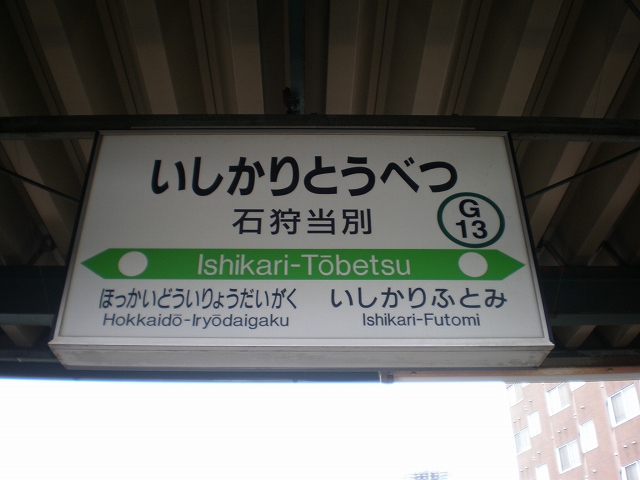 いしかりとうべつ
石狩当別
G
13
Ishikari-Tōbetsu
ほっかいどういりょうだいがく
いしかりふとみ
Hokkaidō-Iryōdaigaku
Ishikari-Futomi